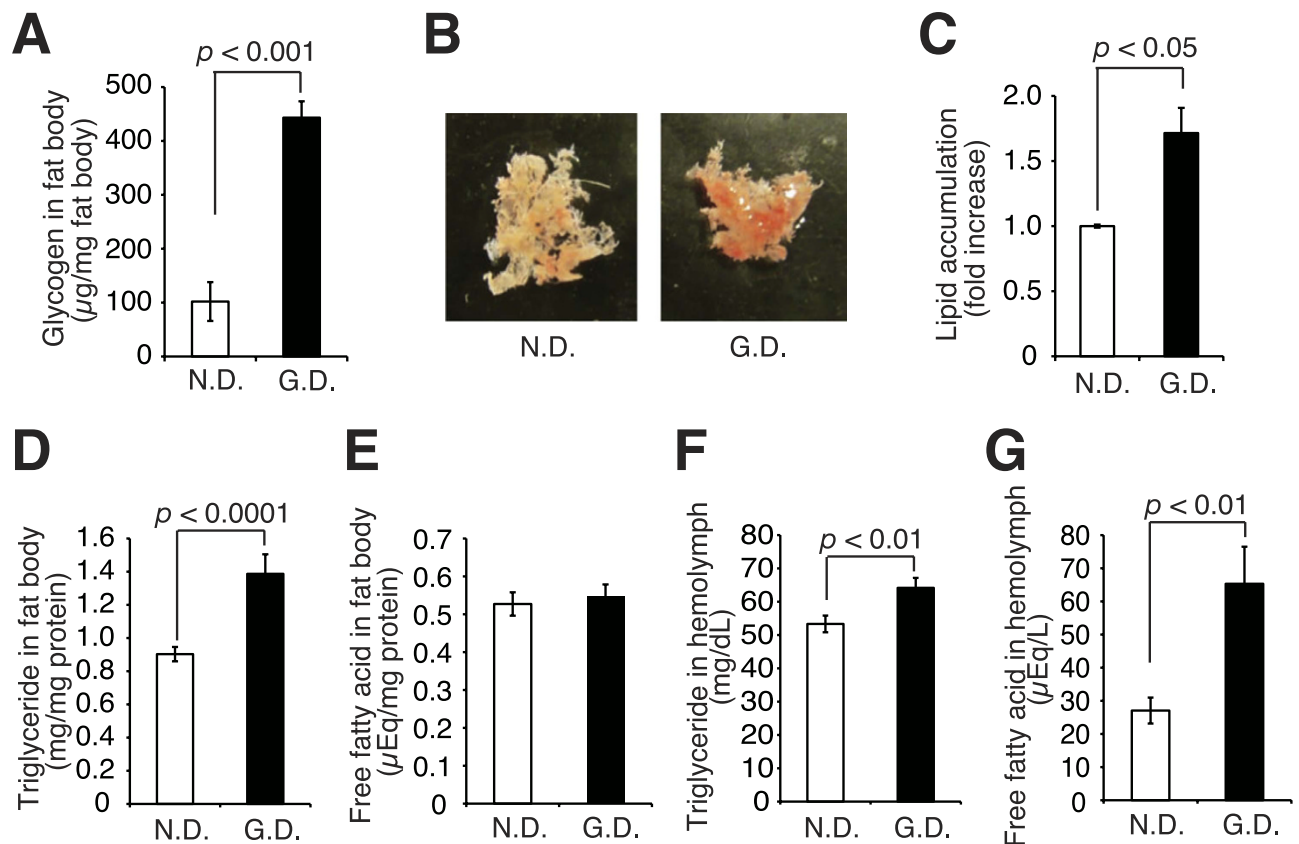 A
p < 0.001
Glycogen in fat body
(µg/mg fat body)
500
400
300
200
100
0
N.D.
G.D.
B
N.D.
G.D.
C
p < 0.05
Lipid accumulation
(fold increase)
2.0
1.5
1.0
0.5
0
N.D.
G.D.
D
p < 0.0001
Triglyceride in fat body
(mg/mg protein)
1.6
1.4
1.2
1.0
0.8
0.6
0.4
0.2
0
N.D.
G.D.
E
Free fatty acid in fat body
(µEq/mg protein)
0.7
0.6
0.5
0.4
0.3
0.2
0.1
0
N.D.
G.D.
F
p < 0.01
Triglyceride in hemolymph
(mg/dL)
80
70
60
50
40
30
20
10
0
N.D.
G.D.
G
p < 0.01
Free fatty acid in hemolymph
(µEq/L)
80
70
60
50
40
30
20
10
0
N.D.
G.D.